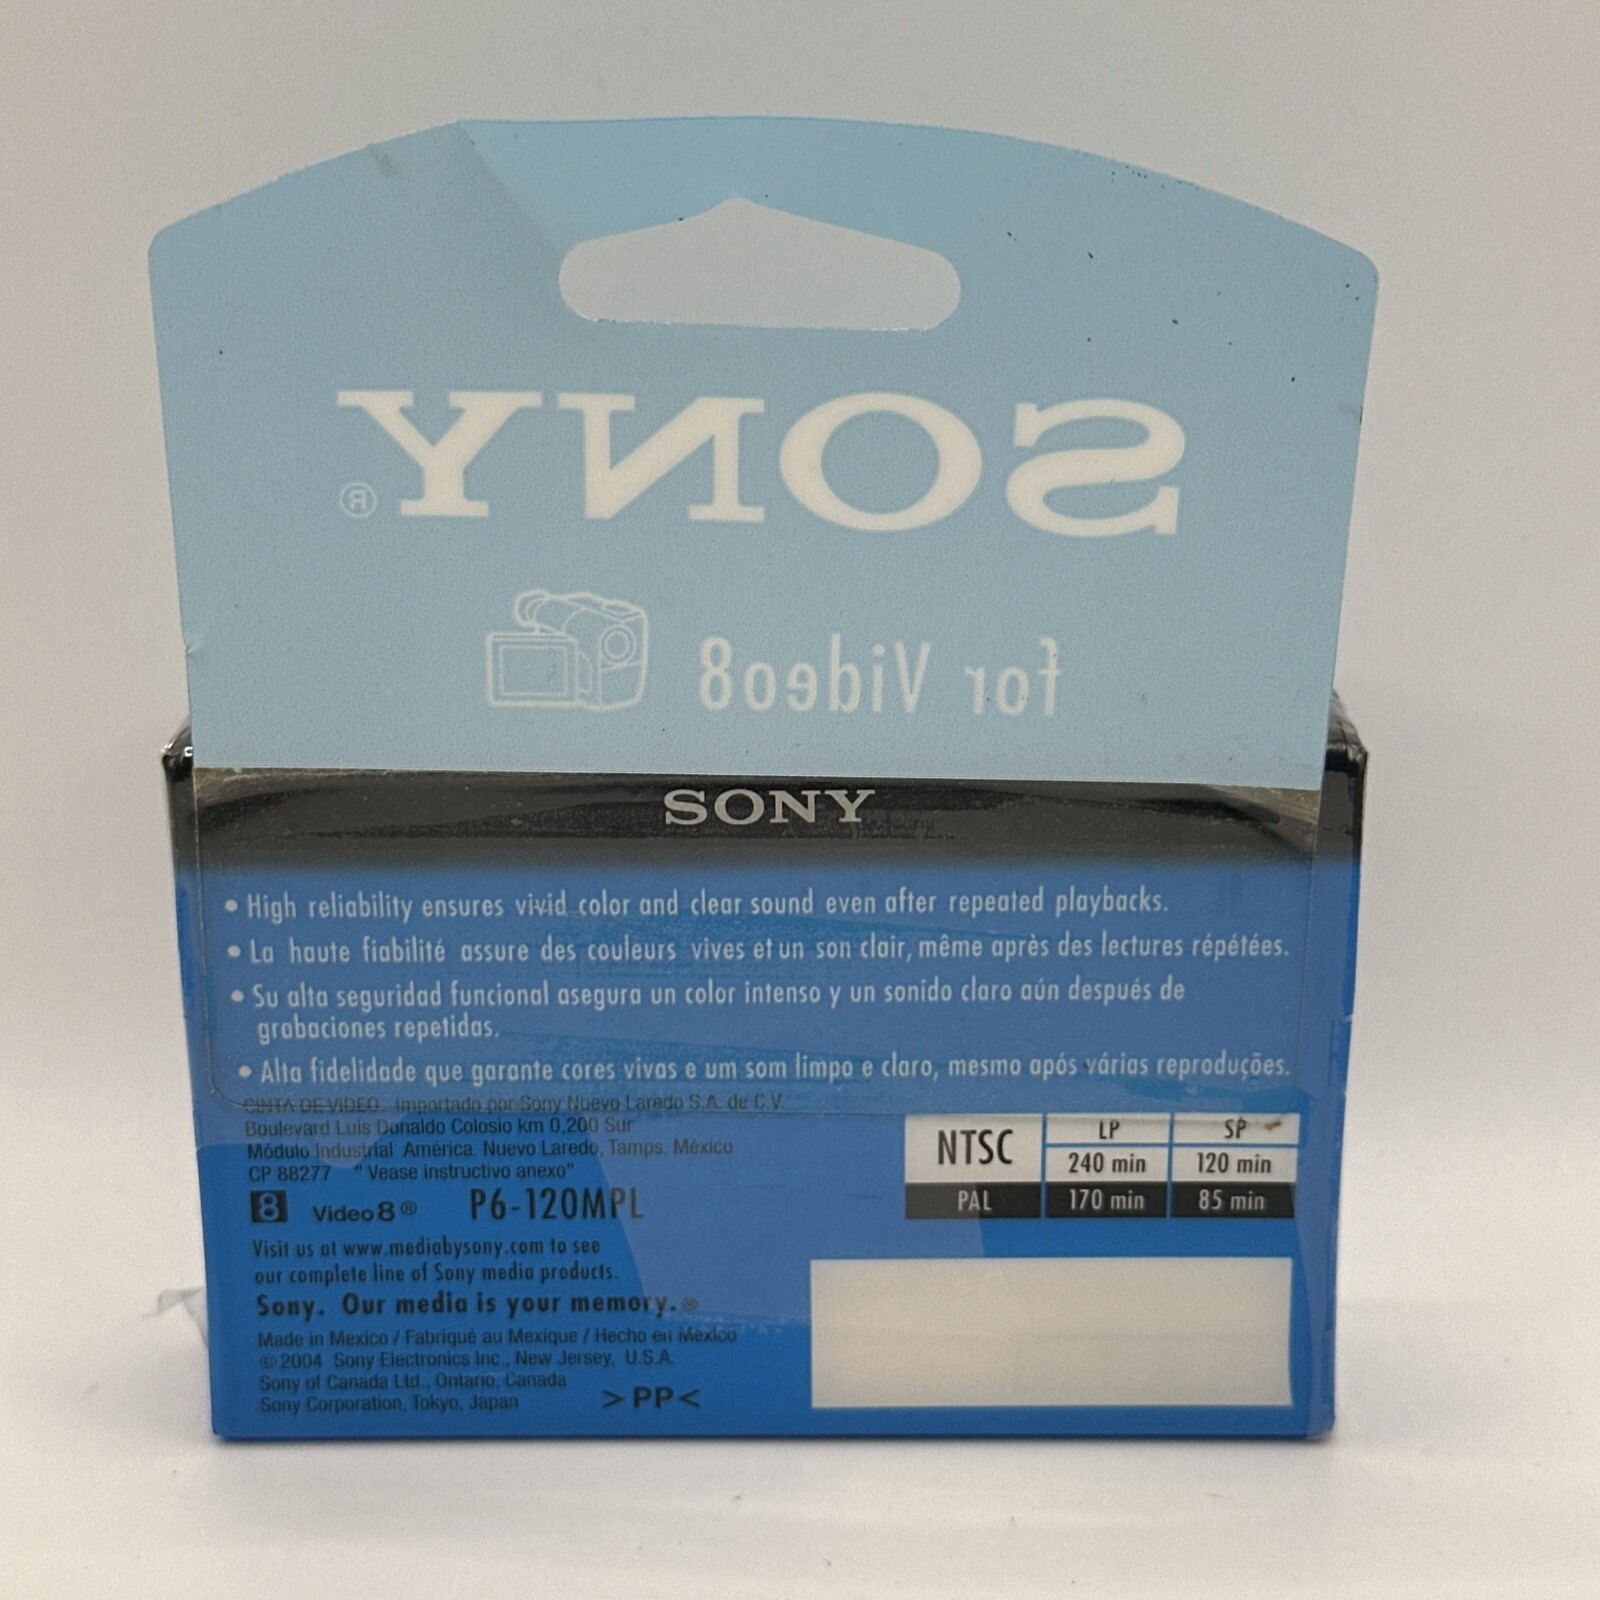 SONY®
for Video8
SONY
• High reliability ensures vivid color and clear sound even after repeated playbacks.
• La haute fiabilité assure des couleurs vives et un son clair, même après des lectures répétées.
• Su alta seguridad funcional asegura un color intenso y un sonido claro aún después de
grabaciones repetidas.
• Alta fidelidade que garante cores vivas e um som limpo e claro, mesmo após várias reproduções.
CINTA DE VIDEO. Importado por Sony Nuevo Laredo S.A. de C.V.
Boulevard Luis Donaldo Colosio km 0,200 Sur
Módulo Industrial América. Nuevo Laredo, Tamps. México
CP 88277 "Vease instructivo anexo"
8 Video8® P6-120MPL
Visit us at www.mediabysony.com to see
our complete line of Sony media products.
Sony. Our media is your memory.®
Made in Mexico / Fabriqué au Mexique / Hecho en México
© 2004 Sony Electronics Inc., New Jersey, U.S.A.
Sony of Canada Ltd., Ontario, Canada
Sony Corporation, Tokyo, Japan >PP<
NTSC LP SP
240 min 120 min
PAL 170 min 85 min